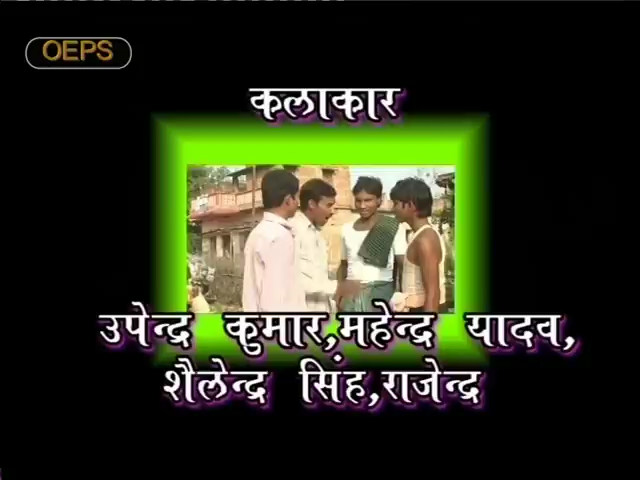 OEPS
कलाकार
उपेन्द्र कुमार,महेन्द्र यादव,
शैलेन्द्र सिंह,राजेन्द्र